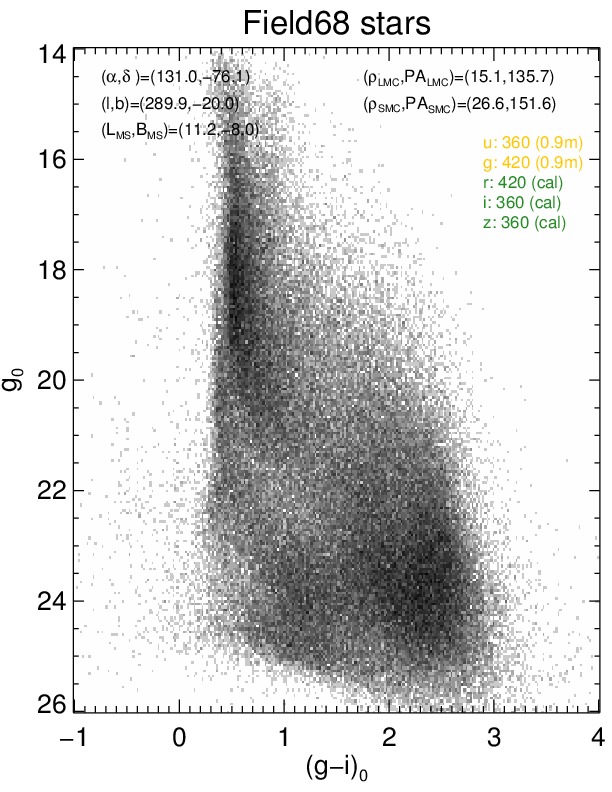 Field68 stars
(α,δ )=(131.0,−76.1)
(ρLMC,PALMC)=(15.1,135.7)
(l,b)=(289.9,−20.0)
(ρSMC,PASMC)=(26.6,151.6)
(LMS,BMS)=(11.2,−8.0)
u: 360 (0.9m)
g: 420 (0.9m)
r: 420 (cal)
i: 360 (cal)
z: 360 (cal)
14
16
18
20
22
24
26
g0
−1 0 1 2 3 4
(g−i)0